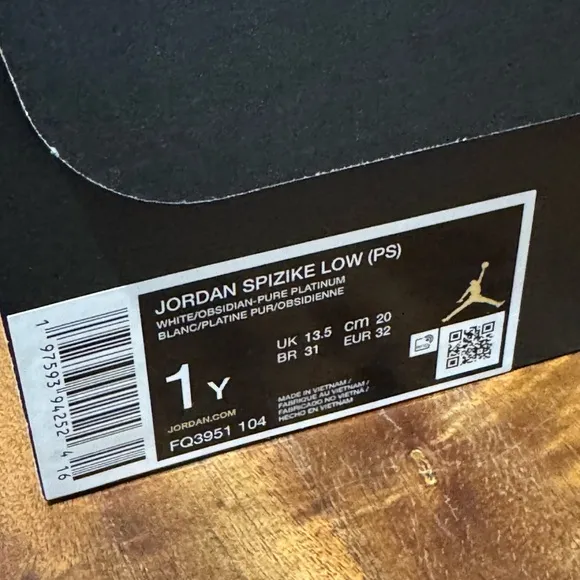 JORDAN SPIZIKE LOW (PS)
WHITE/OBSIDIAN-PURE PLATINUM
BLANC/PLATINE PUR/OBSIDIENNE
1 Y
UK 13.5 cm 20
BR 31 EUR 32
JORDAN.COM
FQ3951 104
MADE IN VIETNAM /
FABRIQUE AU VIETNAM /
FABRICADO NO VIETNÃ /
HECHO EN VIETNAM
1 97593 94252 4 16